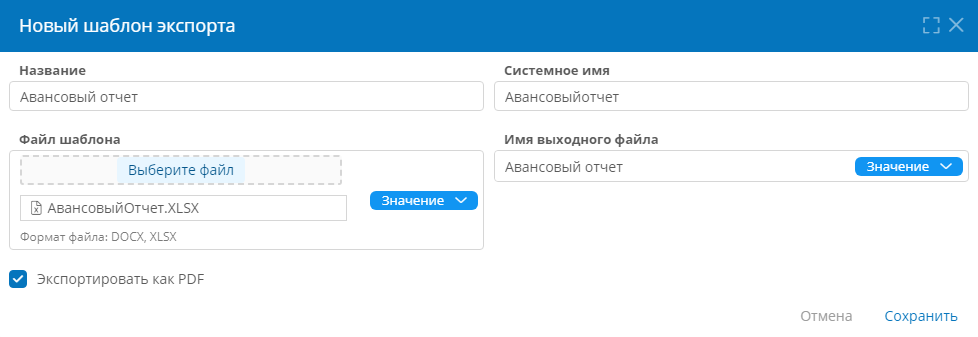 Новый шаблон экспорта
Название
Системное имя
Авансовый отчет
Авансовыйотчет
Файл шаблона
Имя выходного файла
Выберите файл
Авансовый отчет
Значение
АвансовыйОтчет.XLSX
Значение
Формат файла: DOCX, XLSX
Экспортировать как PDF
Отмена
Сохранить